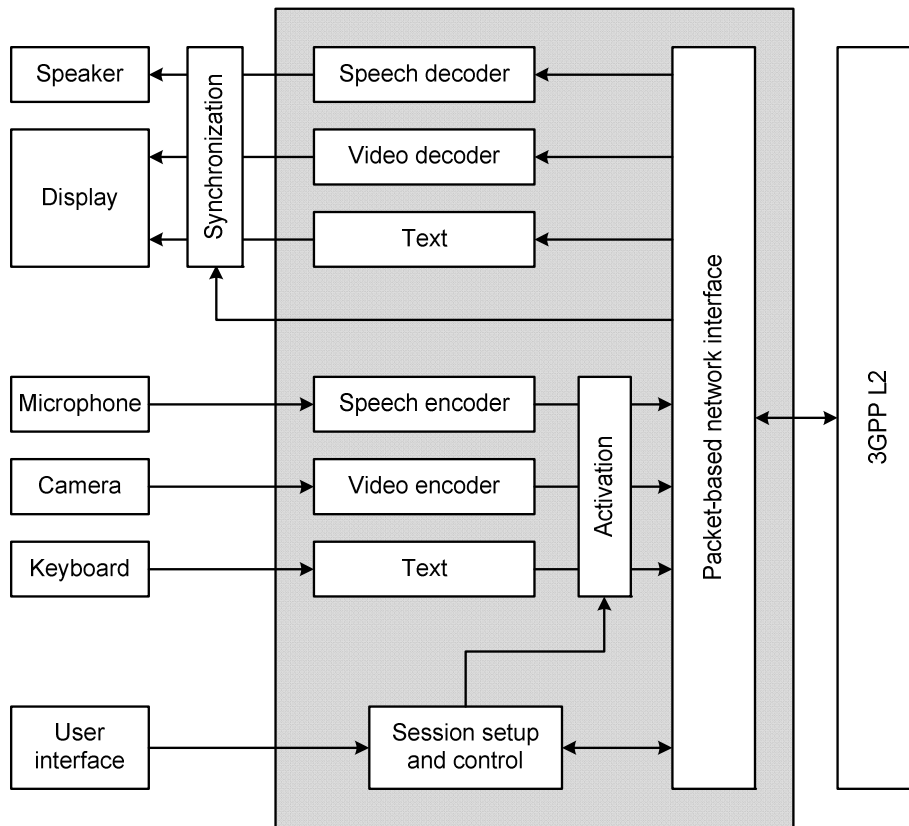 Speaker
Speech decoder
Synchronization
Display
Video decoder
Text
Packet-based network interface
3GPP L2
Microphone
Speech encoder
Activation
Camera
Video encoder
Keyboard
Text
User
interface
Session setup
and control